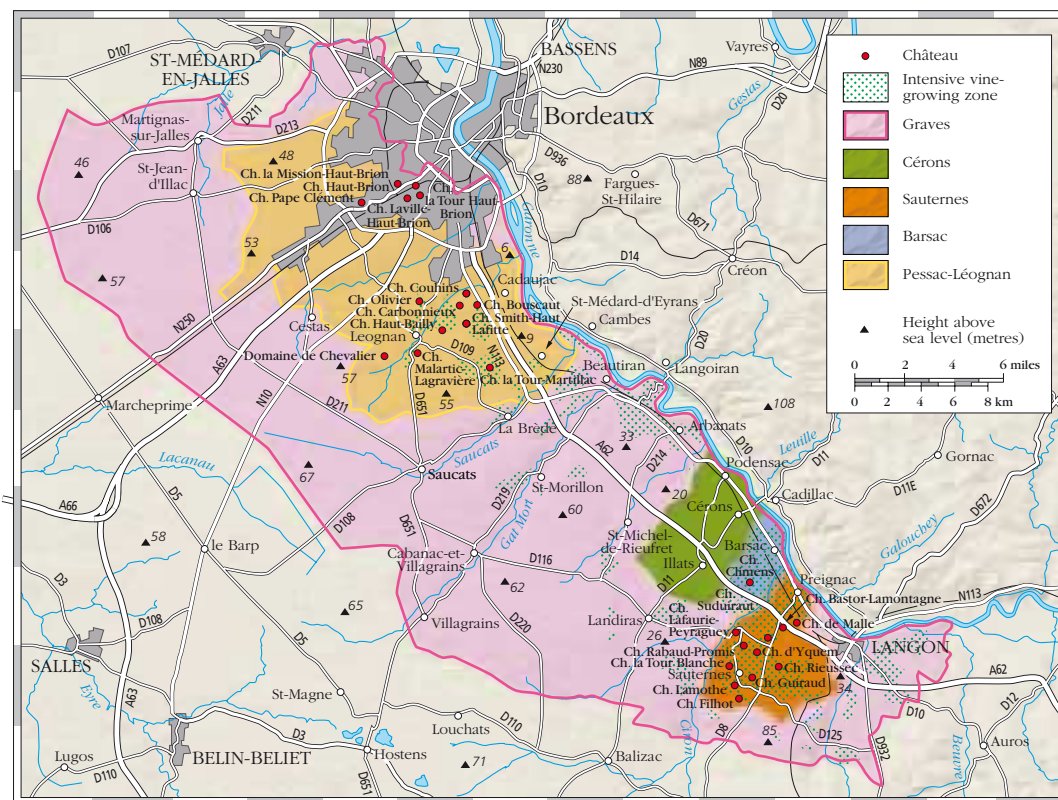 D107
ST-MÉDARD-
EN-JALLES
BASSENS
Vayres
N230
N89
Jalle
D211
Gestas
D20
Bordeaux
Martignas-
sur-Jalles
D213
46
48
St-Jean-
d'Illac
Ch. la Mission-Haut-Brion
Ch. Haut-Brion
Ch. Pape Clément
Ch.
la Tour Haut-
Brion
Ch. Laville-
Haut-Brion
D936
D10
88
Fargues-
St-Hilaire
D671
Garonne
D106
53
6
D14
Créon
57
Cadaujac
St-Médard-d'Eyrans
Cambes
Ch. Couhins
Ch. Olivier
Ch. Carbonnieux
Ch. Haut-Bailly
Ch. Bouscaut
Ch. Smith-Haut
Lafitte
N250
Cestas
Léognan
D109
N113
9
D20
A63
Domaine de Chevalier
57
Ch.
Malartic-
Lagravière
Ch. la Tour-Martillac
Beautiran
Langoiran
N10
D211
D651
55
Marcheprime
La Brède
Arbanats
108
A62
33
D214
D10
Leuille
D11
Lacanau
67
Saucats
Saucats
Podensac
Gornac
D5
D219
St-Morillon
20
D11E
A66
D108
D651
Gat Mort
60
Cérons
Cadillac
D672
58
le Barp
St-Michel-
de-Rieufret
Barsac
Galouchey
Cabanac-et-
Villagrains
D116
Illats
Ch.
Climens
D3
62
D11
Preignac
65
Ch.
Suduiraut
Ch. Bastor-Lamontagne
N113
D108
Villagrains
Landiras
Ch.
Lafaurie-
Peyraguey
Ch. de Malle
D5
D220
26
SALLES
Ch. Rabaud-Promis
Ch. d'Yquem
LANGON
Ch. la Tour-Blanche
Ch. Rieussec
A62
Eyre
A63
Sauternes
Ch. Guiraud
34
St-Magne
Ch. Lamothe
Ch. Filhot
D10
D12
Louchats
D110
Ciron
D8
85
D125
D3
BELIN-BELIET
Hostens
Balizac
D932
Beuve
Auros
Lugos
D110
D651
71
Château
Intensive vine-
growing zone
Graves
Cérons
Sauternes
Barsac
Pessac-Léognan
Height above
sea level (metres)
0 2 4 6 miles
0 2 4 6 8 km